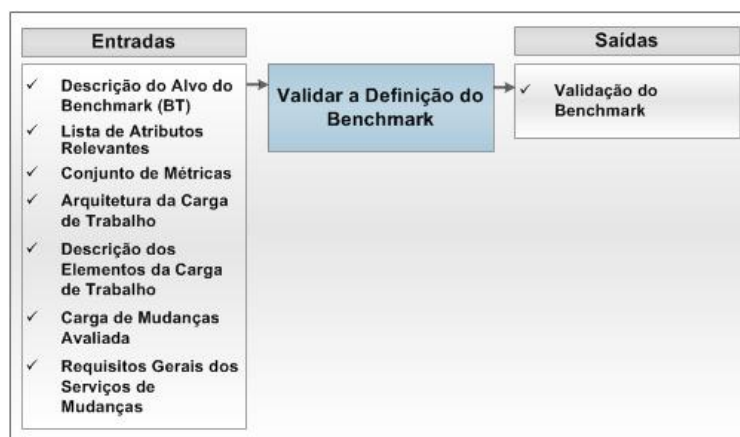 Entradas
✓ Descrição do Alvo do
Benchmark (BT)
✓ Lista de Atributos
Relevantes
✓ Conjunto de Métricas
✓ Arquitetura da Carga
de Trabalho
✓ Descrição dos
Elementos da Carga
de Trabalho
✓ Carga de Mudanças
Avaliada
✓ Requisitos Gerais dos
Serviços de
Mudanças
Validar a Definição do
Benchmark
Saídas
✓ Validação do
Benchmark